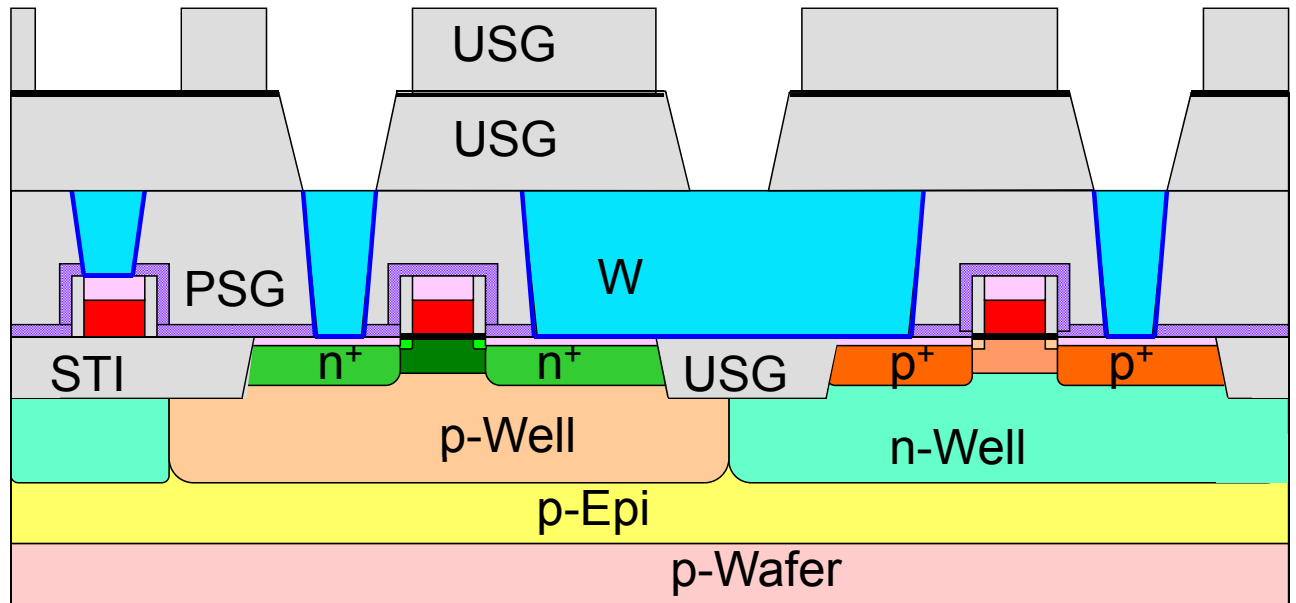 USG
USG
W
PSG
n⁺
n⁺
p⁺
p⁺
STI
USG
p-Well
n-Well
p-Epi
p-Wafer